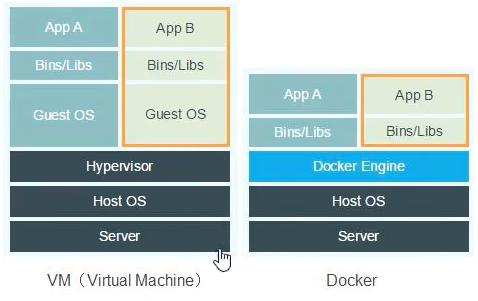 App A
App B
Bins/Libs
Bins/Libs
Guest OS
Guest OS
Hypervisor
Host OS
Server
VM（Virtual Machine）
App A
App B
Bins/Libs
Bins/Libs
Docker Engine
Host OS
Server
Docker